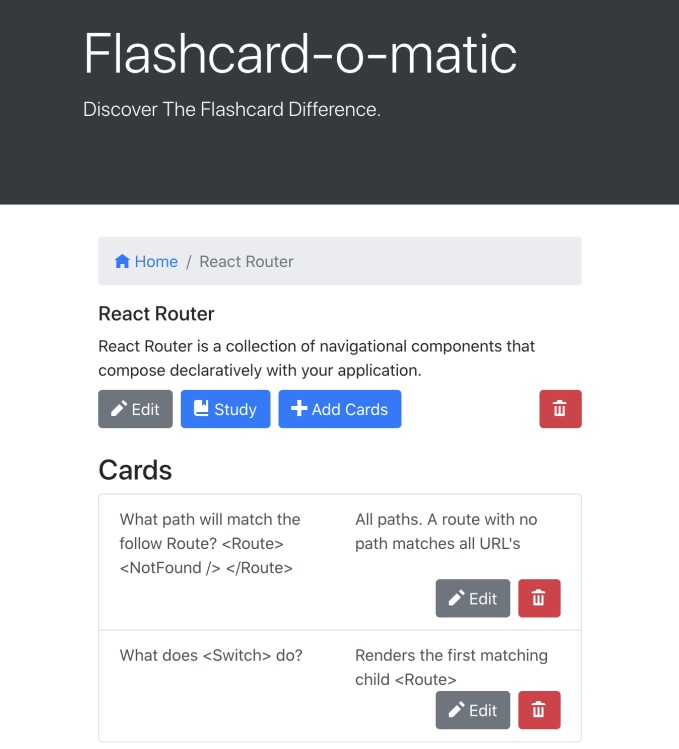 Flashcard-o-matic
Discover The Flashcard Difference.
Home / React Router
React Router
React Router is a collection of navigational components that
compose declaratively with your application.
Edit Study Add Cards
Cards
What path will match the
follow Route? <Route>
<NotFound /> </Route>
All paths. A route with no
path matches all URL's
Edit
What does <Switch> do?
Renders the first matching
child <Route>
Edit